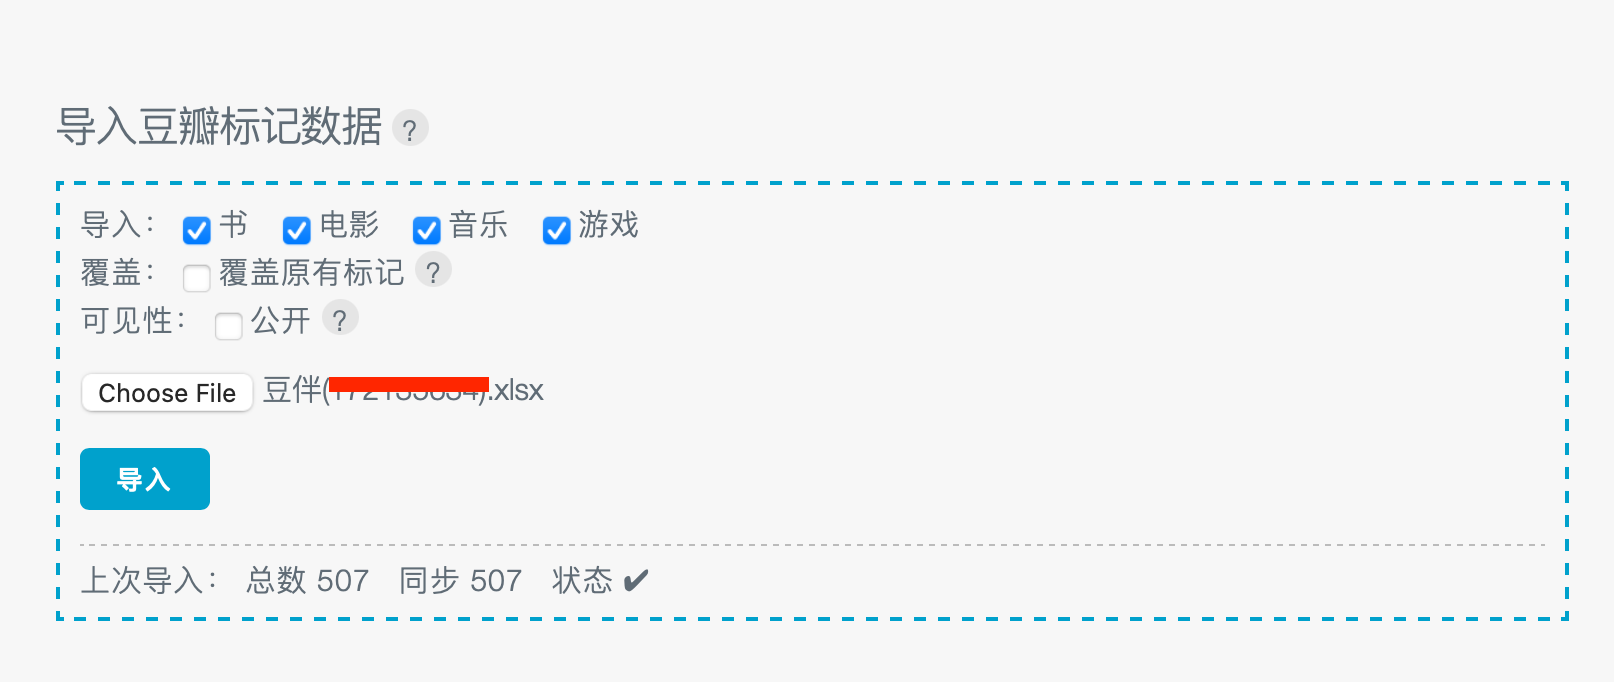 导入豆瓣标记数据 ?
导入： 书 电影 音乐 游戏
覆盖： 覆盖原有标记 ?
可见性： 公开 ?
Choose File 豆伴( ).xlsx
导入
上次导入： 总数 507 同步 507 状态 ✔